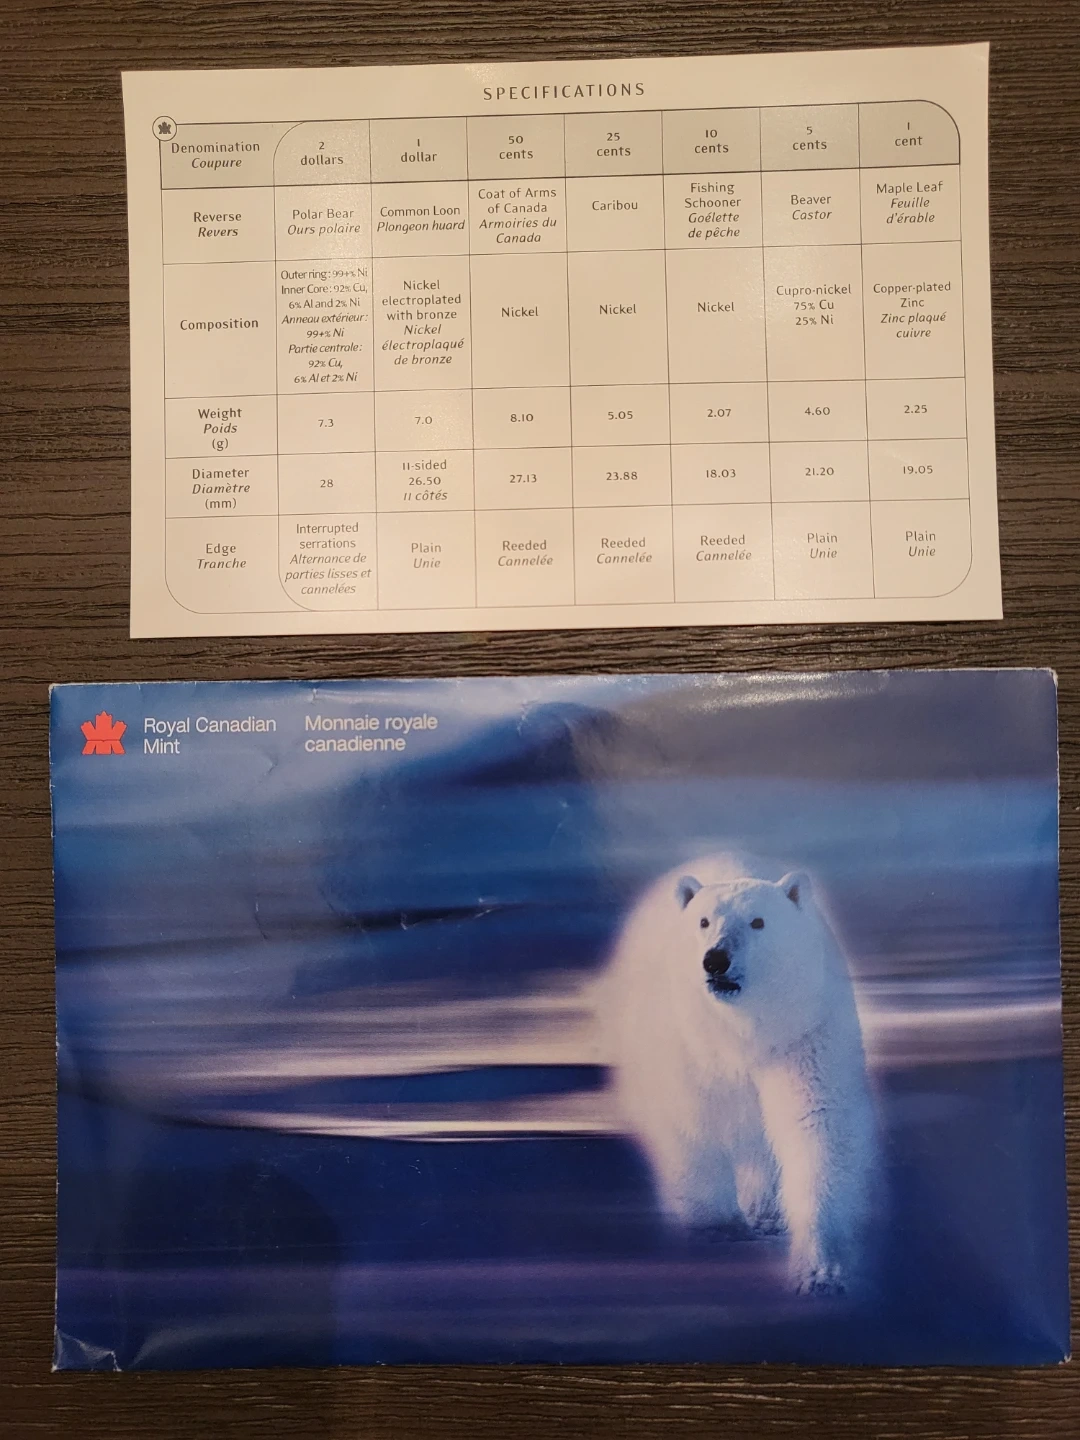 SPECIFICATIONS
Denomination
Coupure
2
dollars
1
dollar
50
cents
25
cents
10
cents
5
cents
1
cent
Reverse
Revers
Polar Bear
Ours polaire
Common Loon
Plongeon huard
Coat of Arms
of Canada
Armoiries du
Canada
Caribou
Fishing
Schooner
Goélette
de pêche
Beaver
Castor
Maple Leaf
Feuille
d'érable
Composition
Outer ring: 99+% Ni
Inner Core: 92% Cu,
6% Al and 2% Ni
Anneau extérieur:
99+% Ni
Partie centrale:
92% Cu,
6% Al et 2% Ni
Nickel
electroplated
with bronze
Nickel
électroplaqué
de bronze
Nickel
Nickel
Nickel
Cupro-nickel
75% Cu
25% Ni
Copper-plated
Zinc
Zinc plaqué
cuivre
Weight
Poids
(g)
7.3
7.0
8.10
5.05
2.07
4.60
2.25
Diameter
Diamètre
(mm)
28
11-sided
26.50
11 côtés
27.13
23.88
18.03
21.20
19.05
Edge
Tranche
Interrupted
serrations
Alternance de
parties lisses et
cannelées
Plain
Unie
Reeded
Cannelée
Reeded
Cannelée
Reeded
Cannelée
Plain
Unie
Plain
Unie
Royal Canadian
Mint
Monnaie royale
canadienne